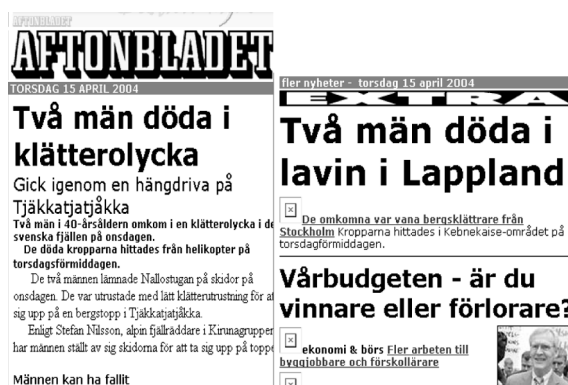 AFTONBLADET
AFTONBLADET
TORSDAG 15 APRIL 2004
Två män döda i
klätterolycka
Gick igenom en hängdriva på
Tjäkkatjatjåkka
Två män i 40-årsåldern omkom i en klätterolycka i de
svenska fjällen på onsdagen.
De döda kropparna hittades från helikopter på
torsdagsförmiddagen.
De två männen lämnade Nallostugan på skidor på
onsdagen. De var utrustade med lätt klätterutrustning för at
sig upp på en bergstopp i Tjäkkatjatjåkka.
Enligt Stefan Nilsson, alpin fjällräddare i Kirunagruppen
har männen ställt av sig skidorna för att ta sig upp på toppe
Männen kan ha fallit
fler nyheter - torsdag 15 april 2004
EXTRA
Två män döda i
lavin i Lappland
De omkomna var vana bergsklättrare från
Stockholm Kropparna hittades i Kebnekaise-området på
torsdagförmiddagen.
Vårbudgeten - är du
vinnare eller förlorare?
ekonomi & börs Fler arbeten till
byggjobbare och förskollärare